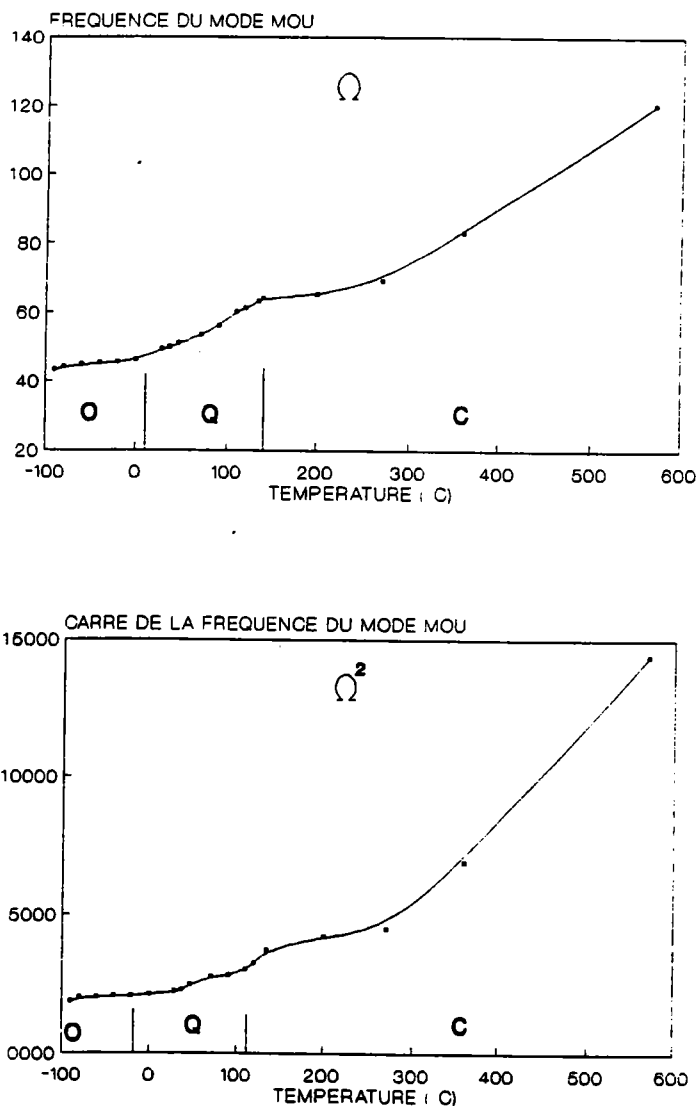 FREQUENCE DU MODE MOU
140
120
100
80
60
40
20
Ω
O Q C
-100 0 100 200 300 400 500 600
TEMPERATURE ( C)
CARRE DE LA FREQUENCE DU MODE MOU
15000
10000
5000
0000
Ω²
O Q C
-100 0 100 200 300 400 500 600
TEMPERATURE ( C)